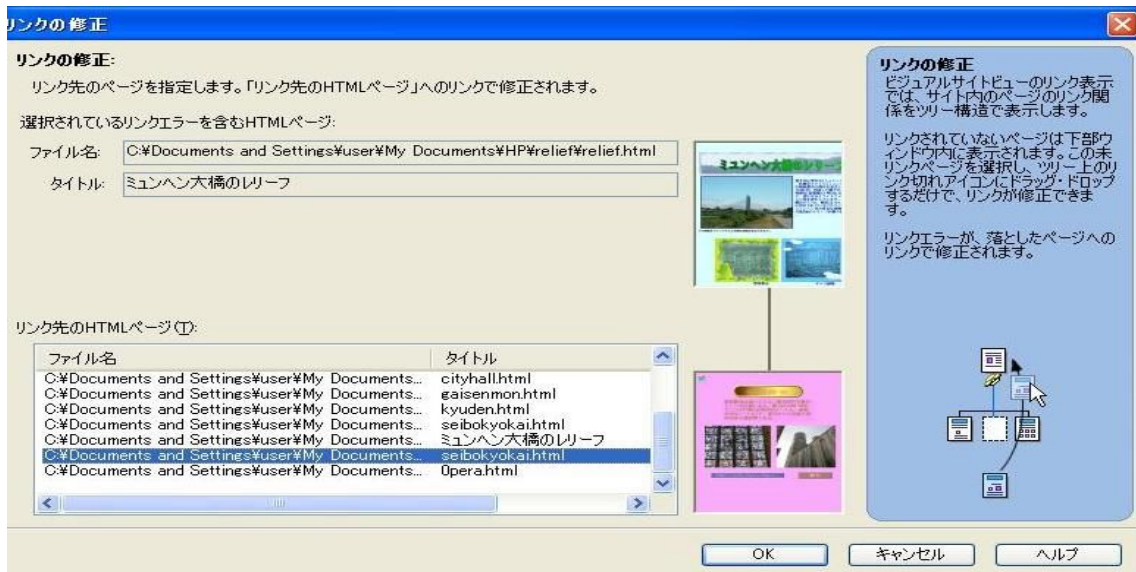 リンクの修正
リンクの修正:
リンク先のページを指定します。「リンク先のHTMLページ」へのリンクで修正されます。
選択されているリンクエラーを含むHTMLページ:
ファイル名: C:¥Documents and Settings¥user¥My Documents¥HP¥relief¥relief.html
タイトル: ミュンヘン大橋のレリーフ
ミュンヘン大橋のレリーフ
リンク先のHTMLページ(T):
ファイル名 タイトル
C:¥Documents and Settings¥user¥My Documents... cityhall.html
C:¥Documents and Settings¥user¥My Documents... gaisenmon.html
C:¥Documents and Settings¥user¥My Documents... kyuden.html
C:¥Documents and Settings¥user¥My Documents... seibokyokai.html
C:¥Documents and Settings¥user¥My Documents... ミュンヘン大橋のレリーフ
C:¥Documents and Settings¥user¥My Documents... seibokyokai.html
C:¥Documents and Settings¥user¥My Documents... Opera.html
リンクの修正
ビジュアルサイトビューのリンク表示
では、サイト内のページのリンク関
係をツリー構造で表示します。
リンクされていないページは下部ウ
ィンドウ内に表示されます。この未
リンクページを選択し、ツリー上のリ
ンク切れアイコンにドラッグ・ドロップ
するだけで、リンクが修正できま
す。
リンクエラーが、落としたページへの
リンクで修正されます。
OK キャンセル ヘルプ